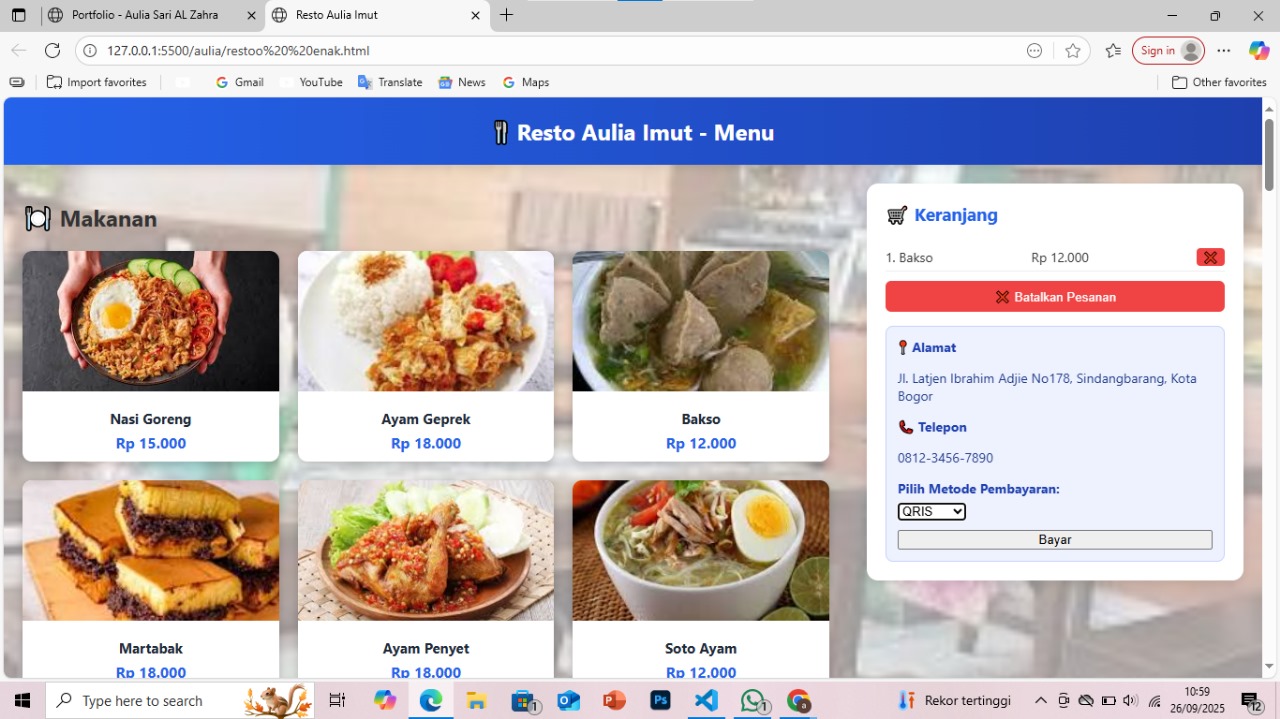 Portfolio - Aulia Sari AL Zahra
Resto Aulia Imut
127.0.0.1:5500/aulia/restoo%20%20enak.html
Sign in
Import favorites
Gmail
YouTube
Translate
News
Maps
Other favorites
Resto Aulia Imut - Menu
Makanan
Nasi Goreng
Rp 15.000
Ayam Geprek
Rp 18.000
Bakso
Rp 12.000
Martabak
Rp 18.000
Ayam Penyet
Rp 18.000
Soto Ayam
Rp 12.000
Keranjang
1. Bakso Rp 12.000
Batalkan Pesanan
Alamat
Jl. Latjen Ibrahim Adjie No178, Sindangbarang, Kota
Bogor
Telepon
0812-3456-7890
Pilih Metode Pembayaran:
QRIS
Bayar
Type here to search
1
1
a
Rekor tertinggi
10:59
26/09/2025
12